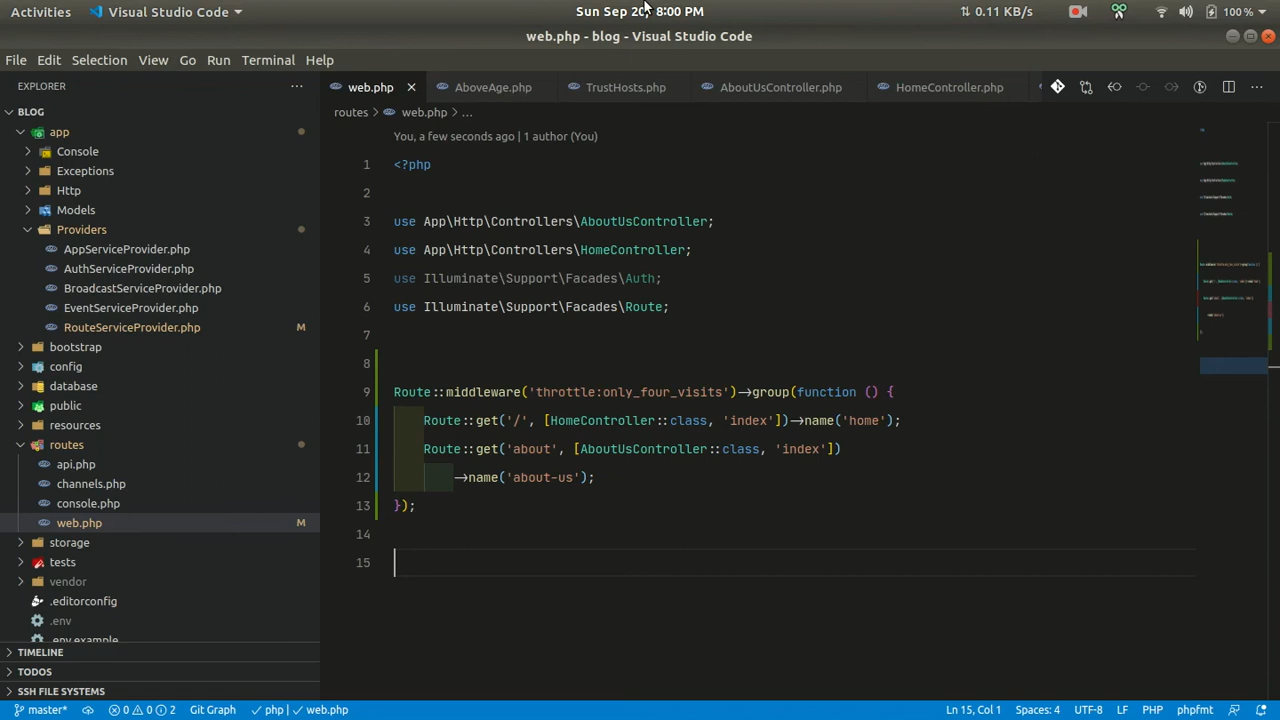 Activities Visual Studio Code Sun Sep 20, 8:00 PM 0.11 KB/s 100 %
web.php - blog - Visual Studio Code
File Edit Selection View Go Run Terminal Help
EXPLORER
BLOG
app
Console
Exceptions
Http
Models
Providers
AppServiceProvider.php
AuthServiceProvider.php
BroadcastServiceProvider.php
EventServiceProvider.php
RouteServiceProvider.php M
bootstrap
config
database
public
resources
routes
api.php
channels.php
console.php
web.php M
storage
tests
vendor
.editorconfig
.env
.env.example
TIMELINE
TODOS
SSH FILE SYSTEMS
web.php AboveAge.php TrustHosts.php AboutUsController.php HomeController.php
routes > web.php > ...
You, a few seconds ago | 1 author (You)
1 <?php
2
3 use App\Http\Controllers\AboutUsController;
4 use App\Http\Controllers\HomeController;
5 use Illuminate\Support\Facades\Auth;
6 use Illuminate\Support\Facades\Route;
7
8
9 Route::middleware('throttle:only_four_visits')->group(function () {
10 Route::get('/', [HomeController::class, 'index'])->name('home');
11 Route::get('about', [AboutUsController::class, 'index'])
12 ->name('about-us');
13 });
14
15
master* 0 0 2 Git Graph php | web.php Ln 15, Col 1 Spaces: 4 UTF-8 LF PHP phpfmt